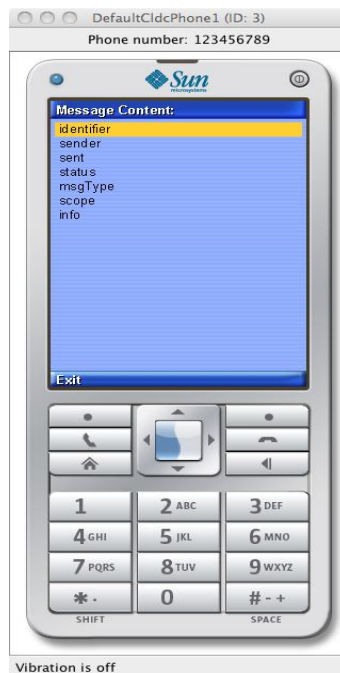 DefaultCldcPhone1 (ID: 3)
Phone number: 123456789
Sun
microsystems
Message Content:
identifier
sender
sent
status
msgType
scope
info
Exit
1 2 ABC 3 DEF
4 GHI 5 JKL 6 MNO
7 PQRS 8 TUV 9 WXYZ
* . 0 # - +
SHIFT SPACE
Vibration is off